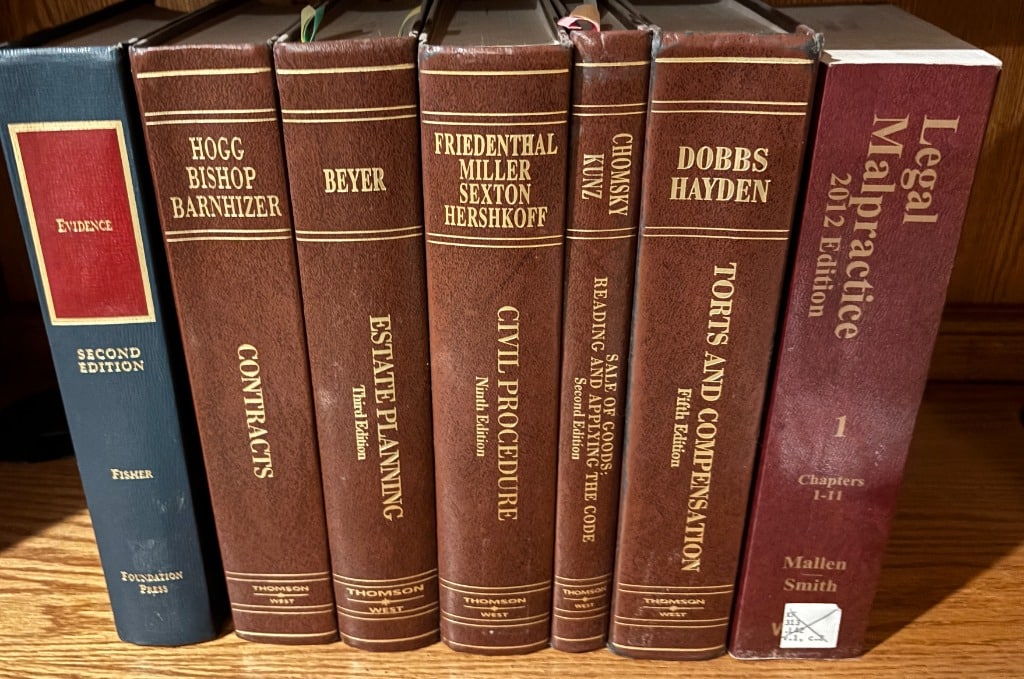 EVIDENCE
SECOND
EDITION
FISHER
FOUNDATION
PRESS
HOGG
BISHOP
BARNHIZER
CONTRACTS
THOMSON
WEST
BEYER
ESTATE PLANNING
Third Edition
THOMSON
WEST
FRIEDENTHAL
MILLER
SEXTON
HERSHKOFF
CIVIL PROCEDURE
Ninth Edition
THOMSON
WEST
CHOMSKY
KUNZ
SALE OF GOODS:
READING AND APPLYING THE CODE
Second Edition
THOMSON
WEST
DOBBS
HAYDEN
TORTS AND COMPENSATION
Fifth Edition
THOMSON
WEST
Legal
Malpractice
2012 Edition
1
Chapters
1-11
Mallen
Smith